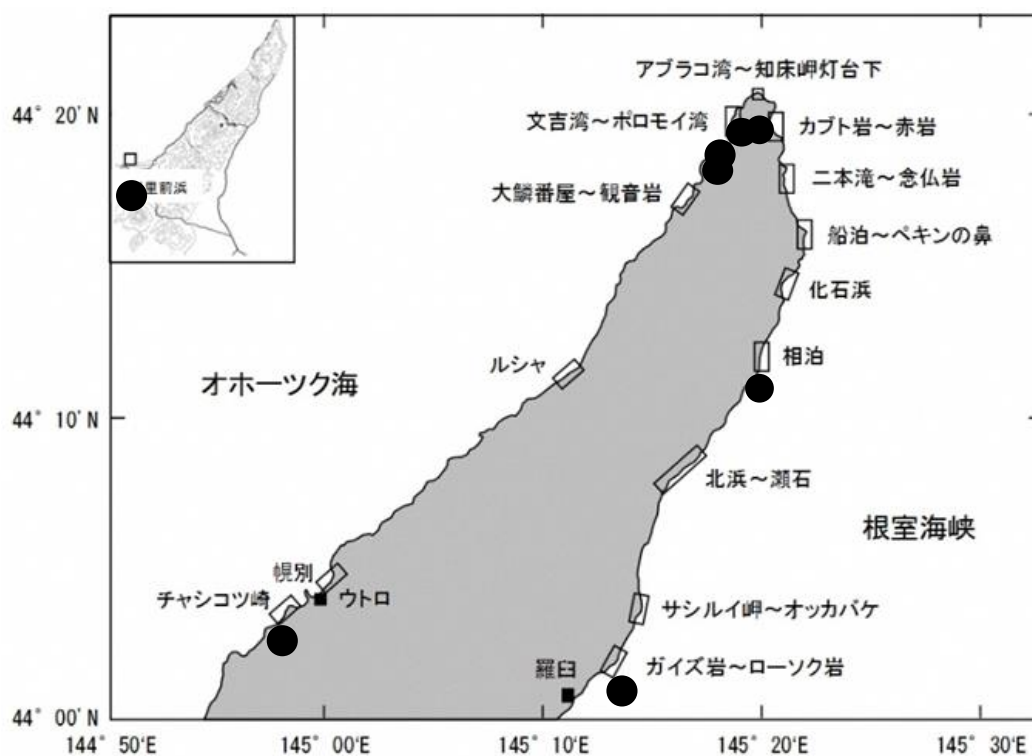 アブラコ湾～知床岬灯台下
44° 20' N
文吉湾～ポロモイ湾
カブト岩～赤岩
里前浜
大鱗番屋～観音岩
二本滝～念仏岩
船泊～ペキンの鼻
化石浜
ルシャ
相泊
オホーツク海
44° 10' N
北浜～瀬石
根室海峡
幌別
チャシコツ崎
ウトロ
サシルイ岬～オッカバケ
羅臼
ガイズ岩～ローソク岩
44° 00' N
144° 50' E
145° 00' E
145° 10' E
145° 20' E
145° 30' E